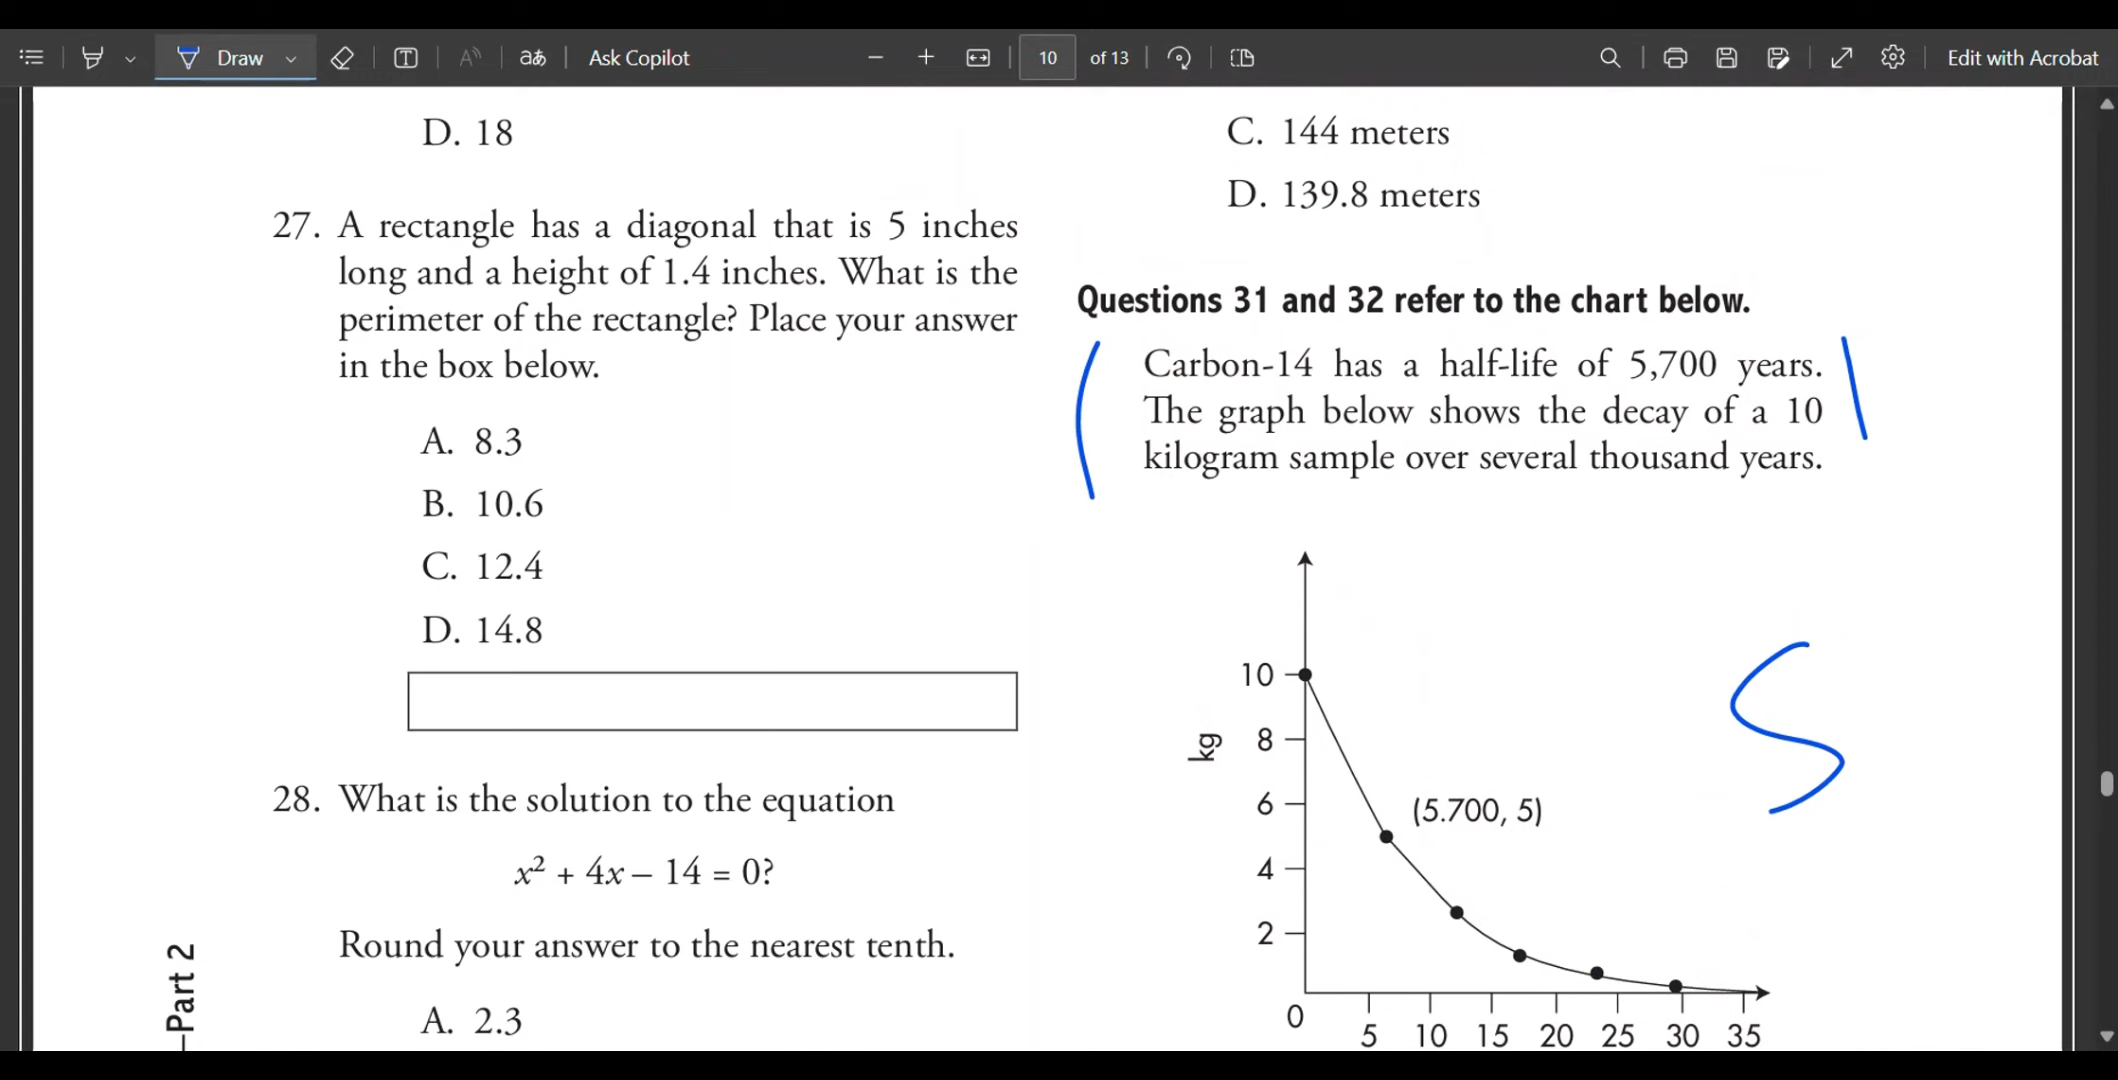 Draw
aあ
Ask Copilot
10 of 13
Edit with Acrobat
D. 18
27. A rectangle has a diagonal that is 5 inches
long and a height of 1.4 inches. What is the
perimeter of the rectangle? Place your answer
in the box below.
A. 8.3
B. 10.6
C. 12.4
D. 14.8
28. What is the solution to the equation
x² + 4x – 14 = 0?
Round your answer to the nearest tenth.
A. 2.3
–Part 2
C. 144 meters
D. 139.8 meters
Questions 31 and 32 refer to the chart below.
Carbon-14 has a half-life of 5,700 years.
The graph below shows the decay of a 10
kilogram sample over several thousand years.
10
kg
8
6
(5.700, 5)
4
2
0
5 10 15 20 25 30 35
S